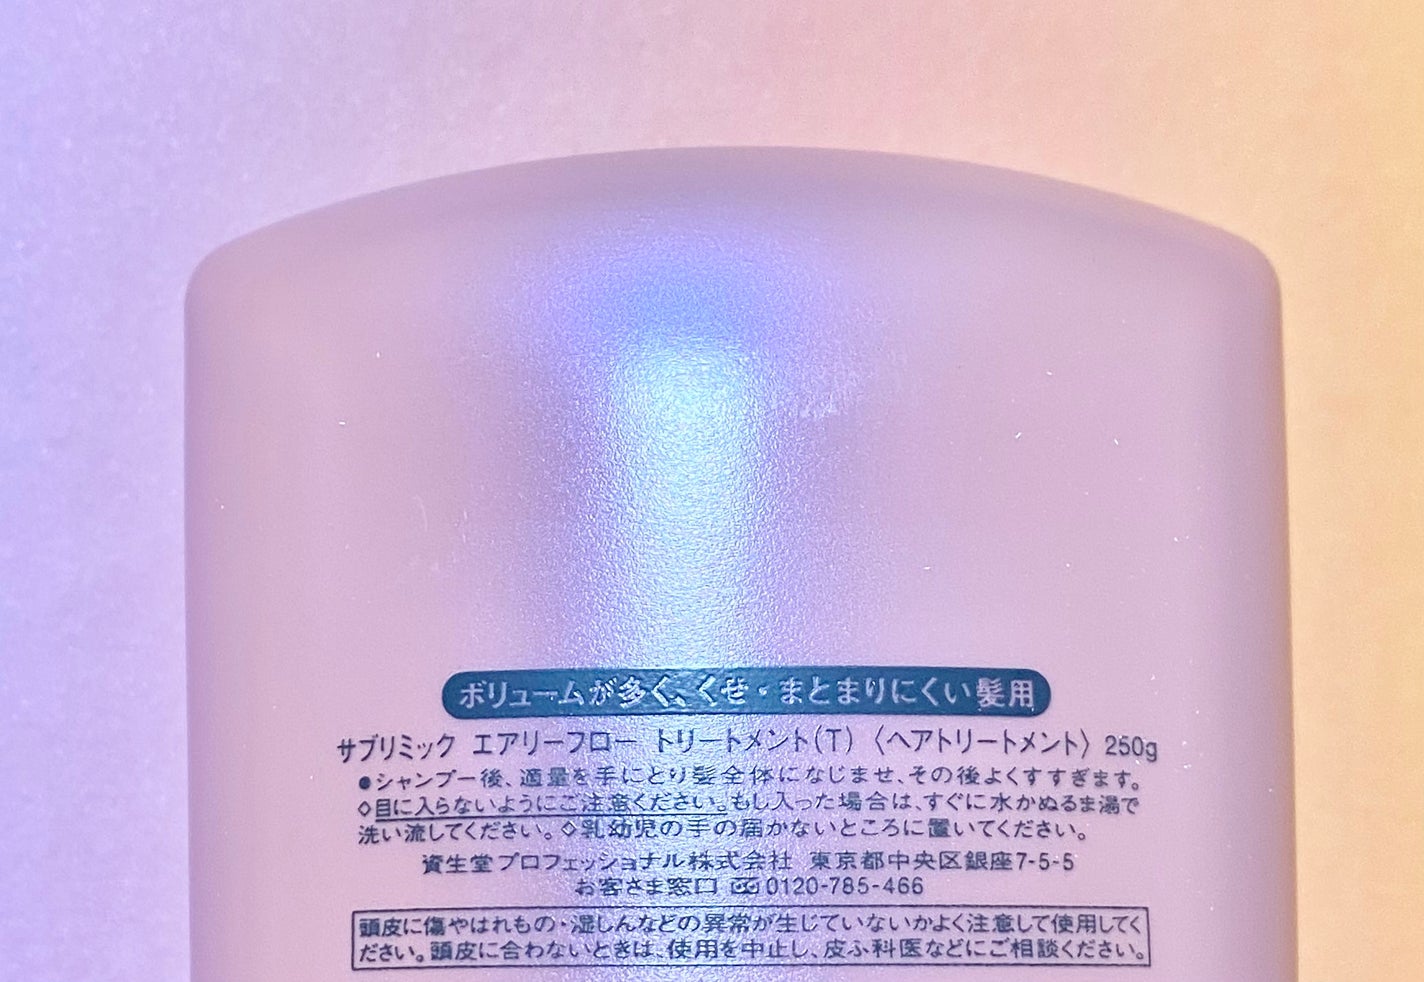 ボリュームが多く、くせ・まとまりにくい髪用
サブリミック エアリーフロー トリートメント(T) 〈ヘアトリートメント〉 250g
●シャンプー後、適量を手にとり髪全体になじませ、その後よくすすぎます。
◇目に入らないようにご注意ください。もし入った場合は、すぐに水かぬるま湯で
洗い流してください。◇乳幼児の手の届かないところに置いてください。
資生堂プロフェッショナル株式会社 東京都中央区銀座7-5-5
お客さま窓口 0120-785-466
頭皮に傷やはれもの・湿しんなどの異常が生じていないかよく注意して使用してく
ださい。頭皮に合わないときは、使用を中止し、皮ふ科医などにご相談ください。